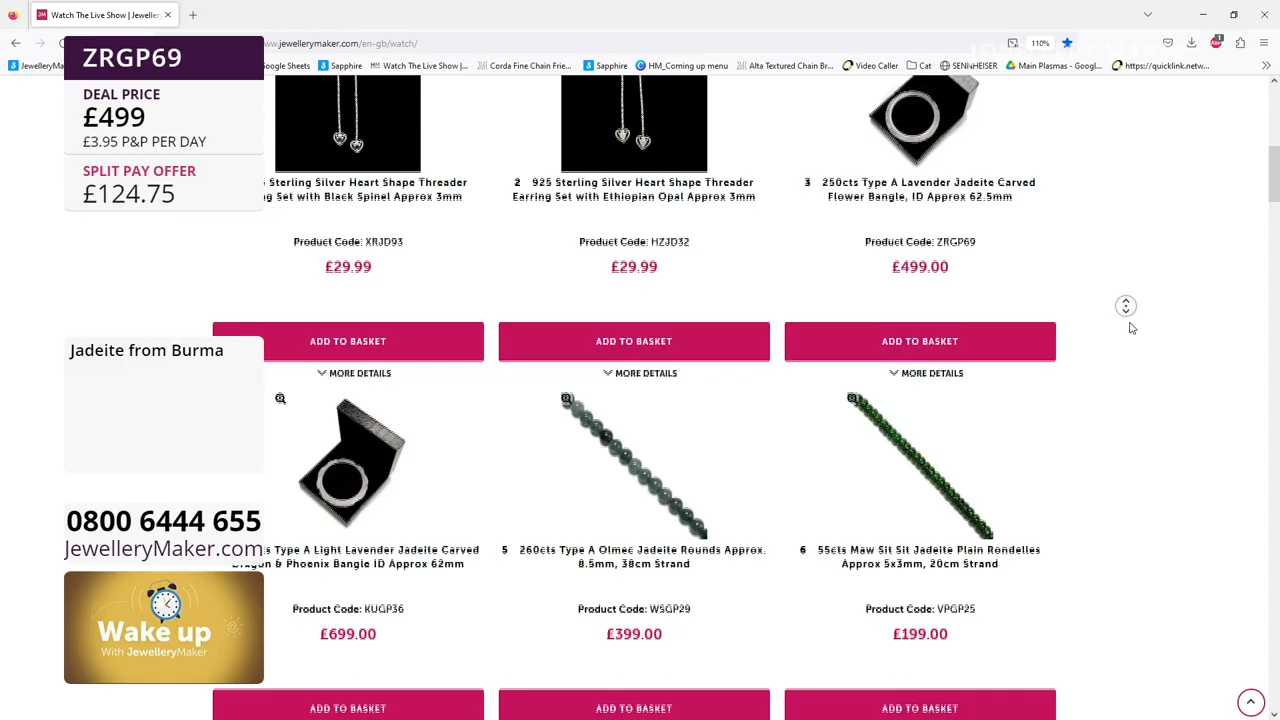 Watch The Live Show | Jeweller
ww.jewellerymaker.com/en-gb/watch/
110%
1
JewelleryM
Google Sheets
Sapphire
HM Watch The Live Show |...
Corda Fire Chain Frie...
Sapphire
HM_Coming up menu
Alta Textured Chain Br...
Video Caller
Cat
SENNHEISER
Main Plasmas - Googl...
https://quicklink.netw...
ZRGP69
DEAL PRICE
£499
£3.95 P&P PER DAY
SPLIT PAY OFFER
£124.75
Sterling Silver Heart Shape Threader
Set with Black Spinel Approx 3mm
Product Code: XRJD93
£29.99
ADD TO BASKET
MORE DETAILS
2 925 Sterling Silver Heart Shape Threader
Earring Set with Ethiopian Opal Approx 3mm
Product Code: HZJD32
£29.99
ADD TO BASKET
MORE DETAILS
3 250cts Type A Lavender Jadeite Carved
Flower Bangle, ID Approx 62.5mm
Product Code: ZRGP69
£499.00
ADD TO BASKET
MORE DETAILS
Jadeite from Burma
Type A Light Lavender Jadeite Carved
Dragon & Phoenix Bangle ID Approx 62mm
Product Code: KUGP36
£699.00
ADD TO BASKET
5 260cts Type A Olmec Jadeite Rounds Approx.
8.5mm, 38cm Strand
Product Code: WSGP29
£399.00
ADD TO BASKET
6 55cts Maw Sit Sit Jadeite Plain Rondelles
Approx 5x3mm, 20cm Strand
Product Code: VPGP25
£199.00
ADD TO BASKET
0800 6444 655
JewelleryMaker.com
Wake up
With JewelleryMaker